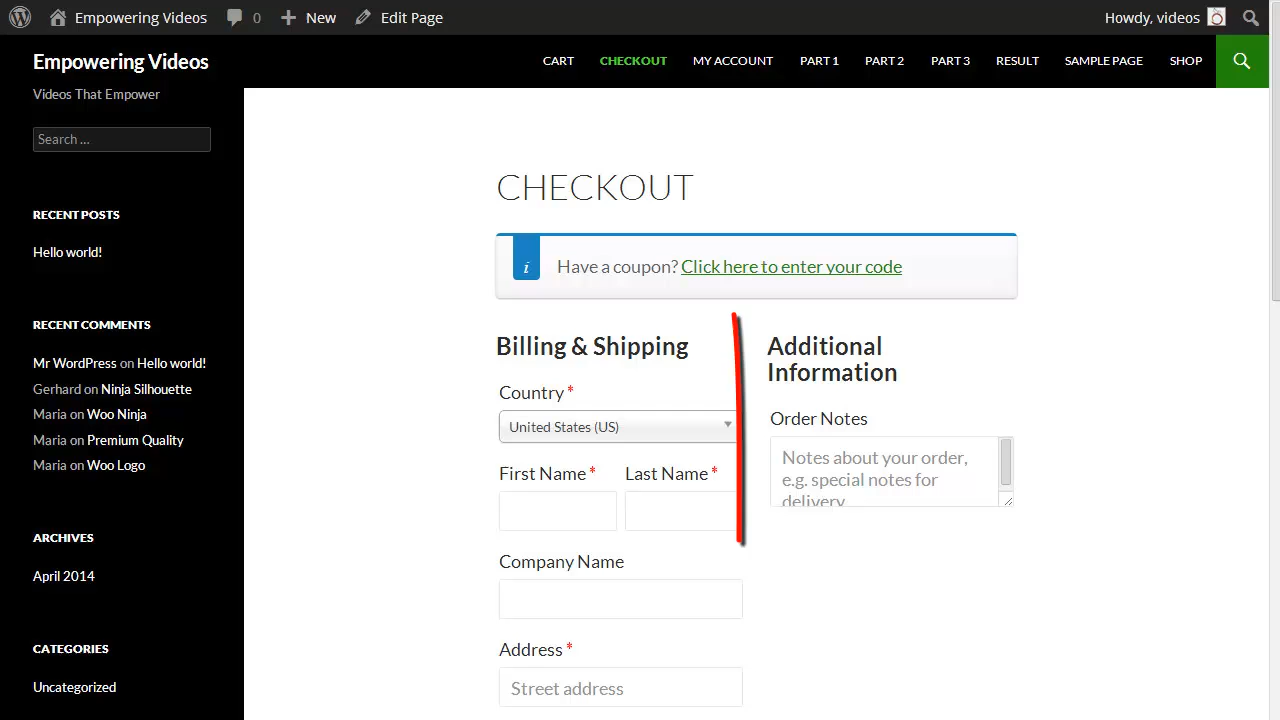 Empowering Videos 0 New Edit Page Howdy, videos
Empowering Videos
Videos That Empower
CART CHECKOUT MY ACCOUNT PART 1 PART 2 PART 3 RESULT SAMPLE PAGE SHOP
Search ...
RECENT POSTS
Hello world!
RECENT COMMENTS
Mr WordPress on Hello world!
Gerhard on Ninja Silhouette
Maria on Woo Ninja
Maria on Premium Quality
Maria on Woo Logo
ARCHIVES
April 2014
CATEGORIES
Uncategorized
CHECKOUT
i Have a coupon? Click here to enter your code
Billing & Shipping
Country *
United States (US)
First Name * Last Name *
Company Name
Address *
Street address
Additional
Information
Order Notes
Notes about your order,
e.g. special notes for
delivery